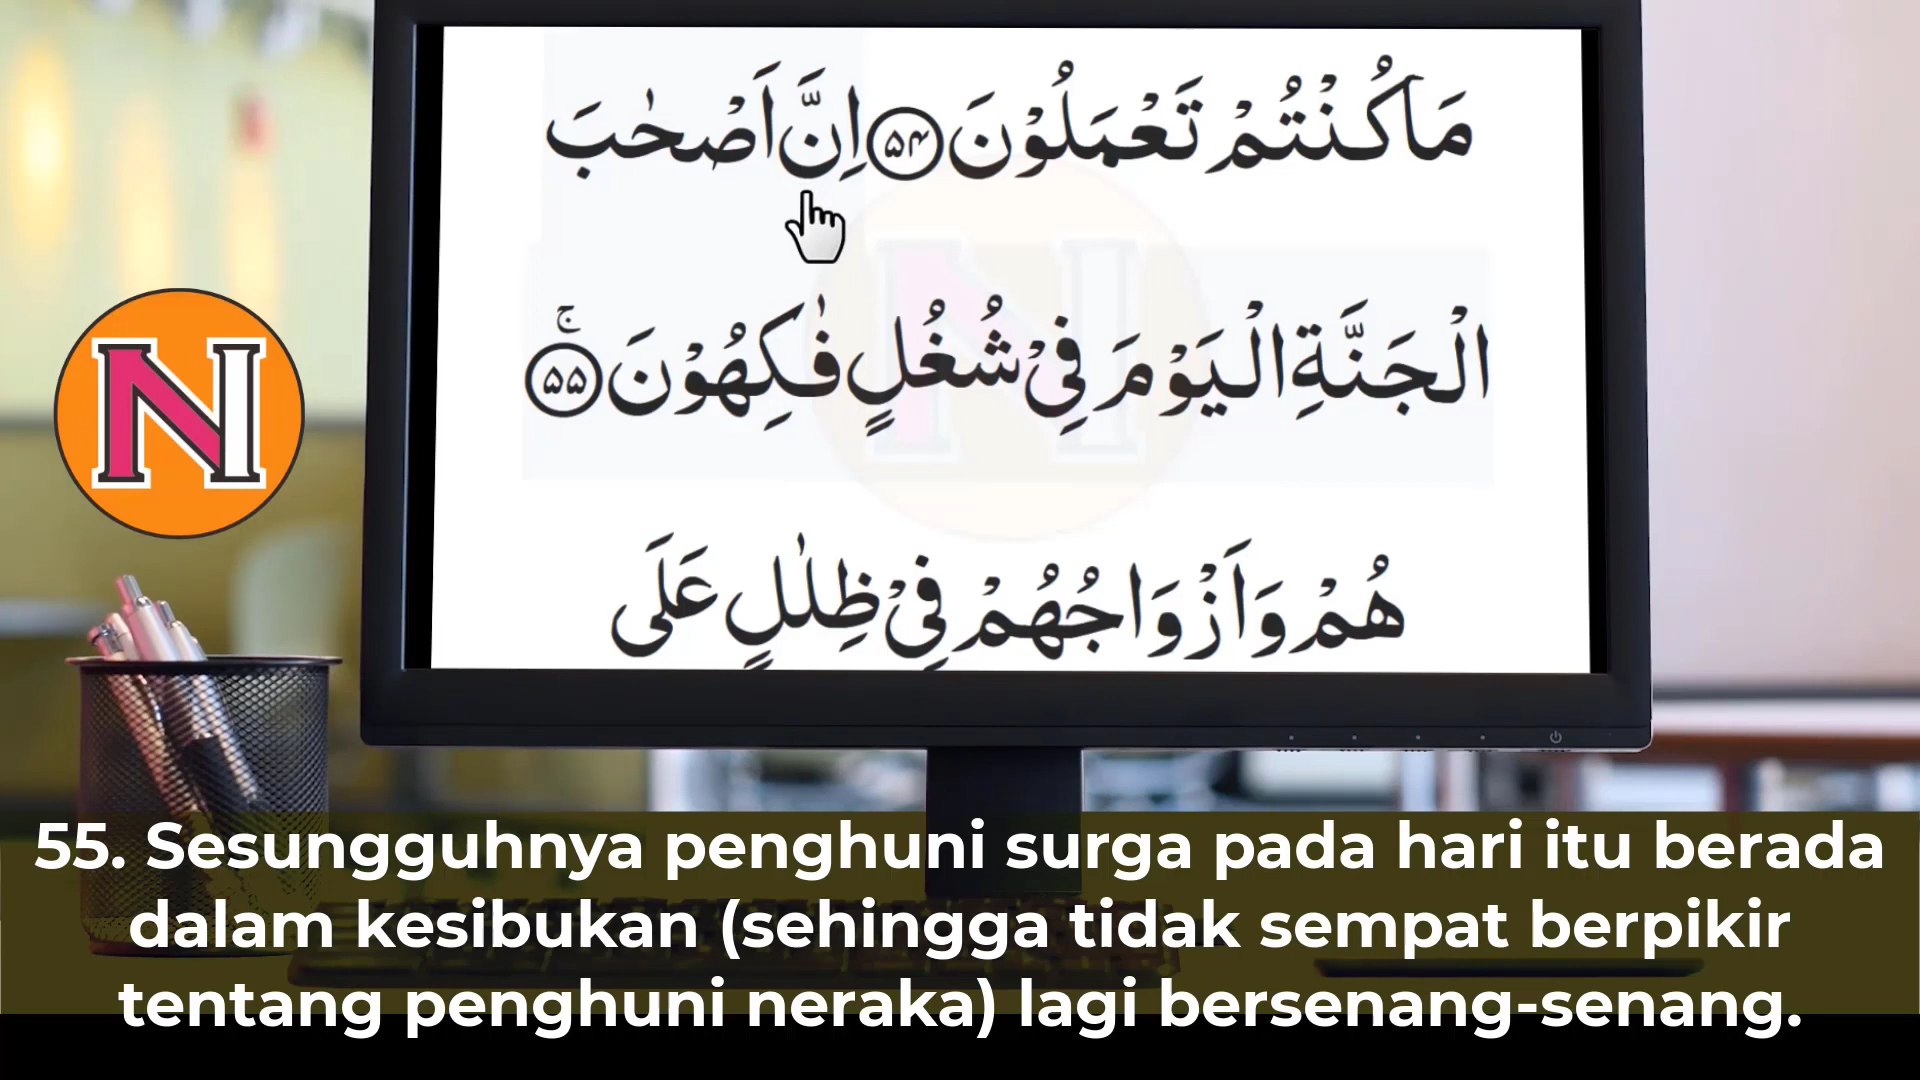 مَا كُنْتُمْ تَعْمَلُوْنَ ۝۵۴ اِنَّ اَصْحٰبَ
الْجَنَّةِ الْيَوْمَ فِيْ شُغُلٍ فٰكِهُوْنَ ۚ ۝۵۵
هُمْ وَاَزْوَاجُهُمْ فِيْ ظِلٰلٍ عَلَى
N
55. Sesungguhnya penghuni surga pada hari itu berada
dalam kesibukan (sehingga tidak sempat berpikir
tentang penghuni neraka) lagi bersenang-senang.